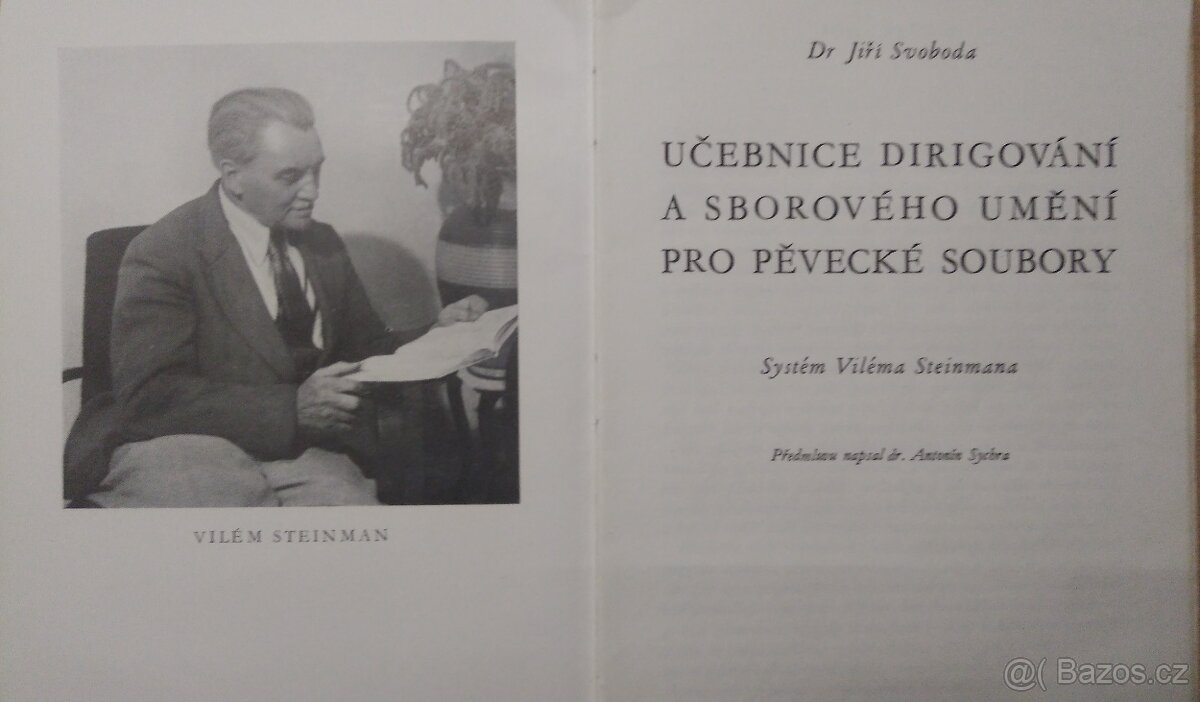 VILÉM STEINMAN
Dr Jiří Svoboda
UČEBNICE DIRIGOVÁNÍ
A SBOROVÉHO UMĚNÍ
PRO PĚVECKÉ SOUBORY
Systém Viléma Steinmana
Předmluvu napsal dr. Antonín Sychra
@( Bazos.cz